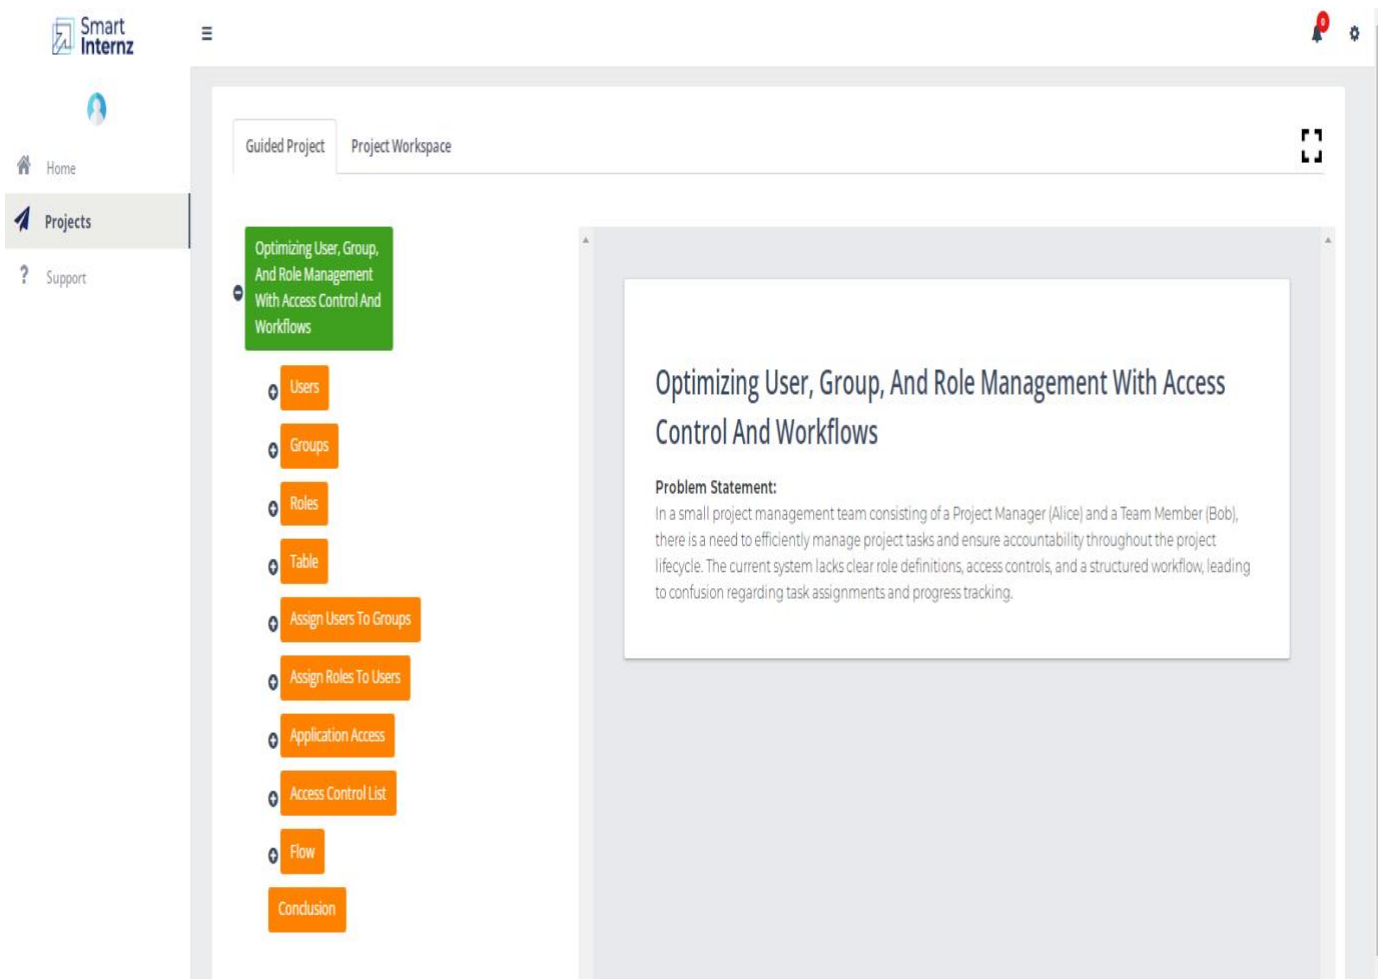 Smart
Internz
0
Home
Projects
Support
Guided Project
Project Workspace
Optimizing User, Group,
And Role Management
With Access Control And
Workflows
Users
Groups
Roles
Table
Assign Users To Groups
Assign Roles To Users
Application Access
Access Control List
Flow
Conclusion
Optimizing User, Group, And Role Management With Access
Control And Workflows
Problem Statement:
In a small project management team consisting of a Project Manager (Alice) and a Team Member (Bob),
there is a need to efficiently manage project tasks and ensure accountability throughout the project
lifecycle. The current system lacks clear role definitions, access controls, and a structured workflow, leading
to confusion regarding task assignments and progress tracking.